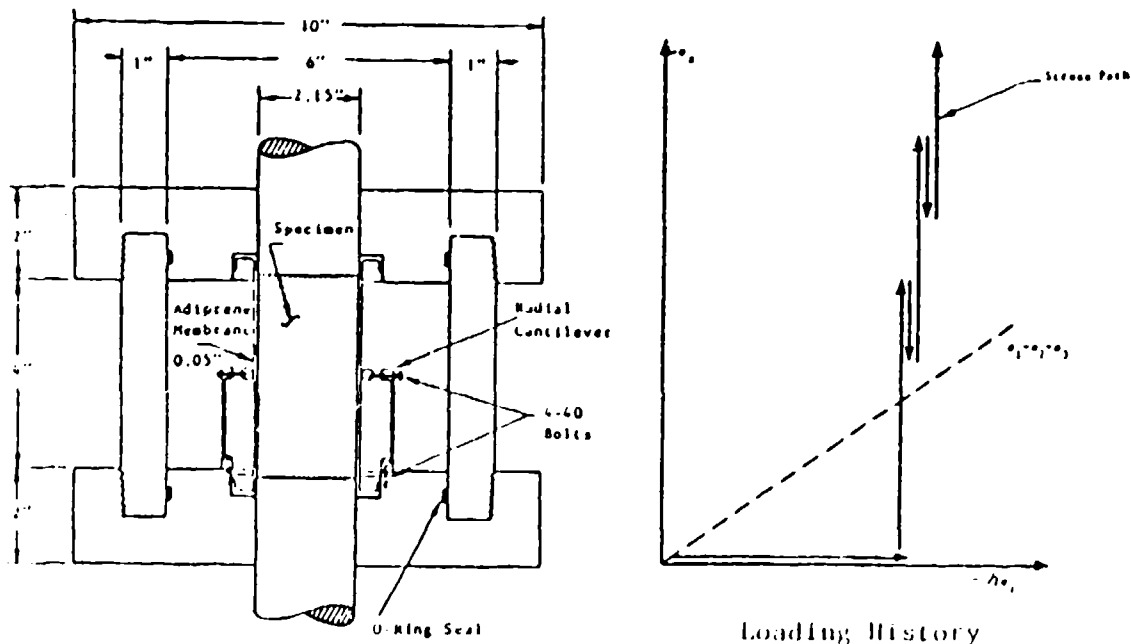 10"
1"
6"
1"
2.15"
Specimen
2"
Adiprene
Membrane
0.05"
Radial
Cantilever
4"
4-40
Bolts
2"
O-Ring Seal
Stress Path
Loading History